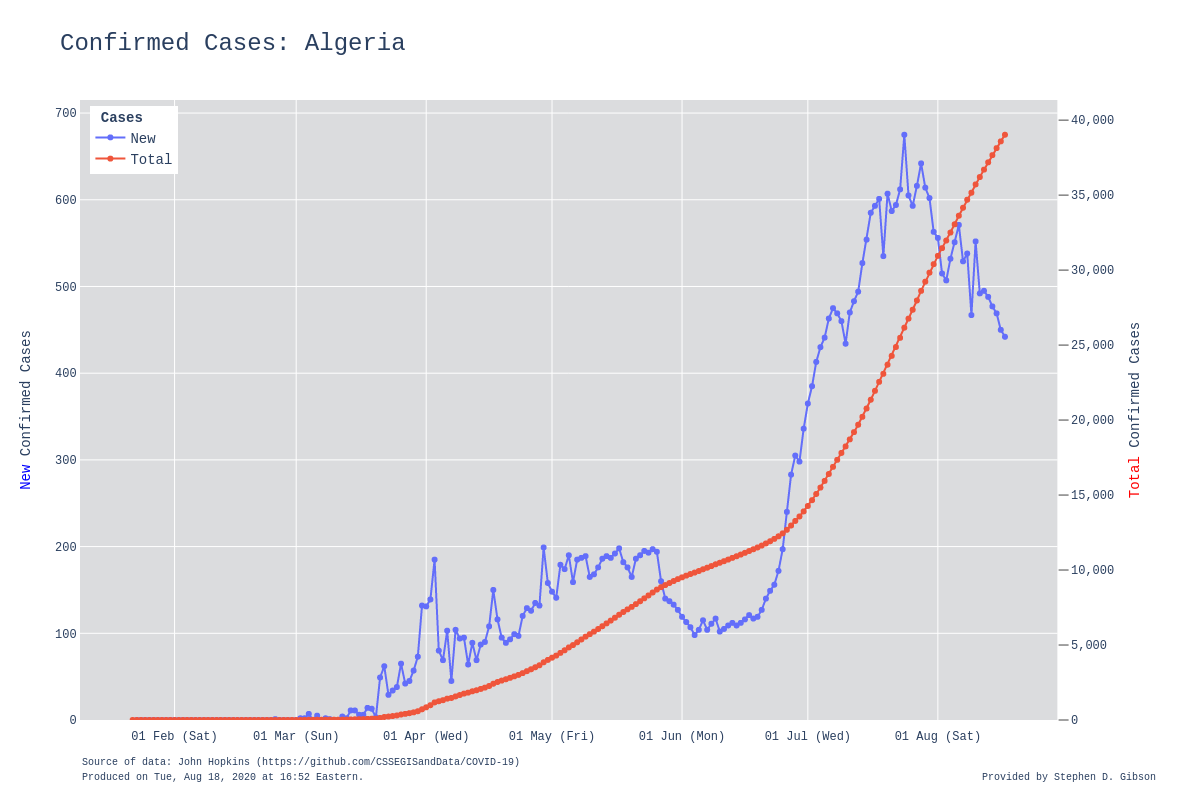 Confirmed Cases: Algeria
Cases
New
Total
700
600
500
400
300
200
100
0
40,000
35,000
30,000
25,000
20,000
15,000
10,000
5,000
0
New Confirmed Cases
Total Confirmed Cases
01 Feb (Sat) 01 Mar (Sun) 01 Apr (Wed) 01 May (Fri) 01 Jun (Mon) 01 Jul (Wed) 01 Aug (Sat)
Source of data: John Hopkins (https://github.com/CSSEGISandData/COVID-19)
Produced on Tue, Aug 18, 2020 at 16:52 Eastern.
Provided by Stephen D. Gibson